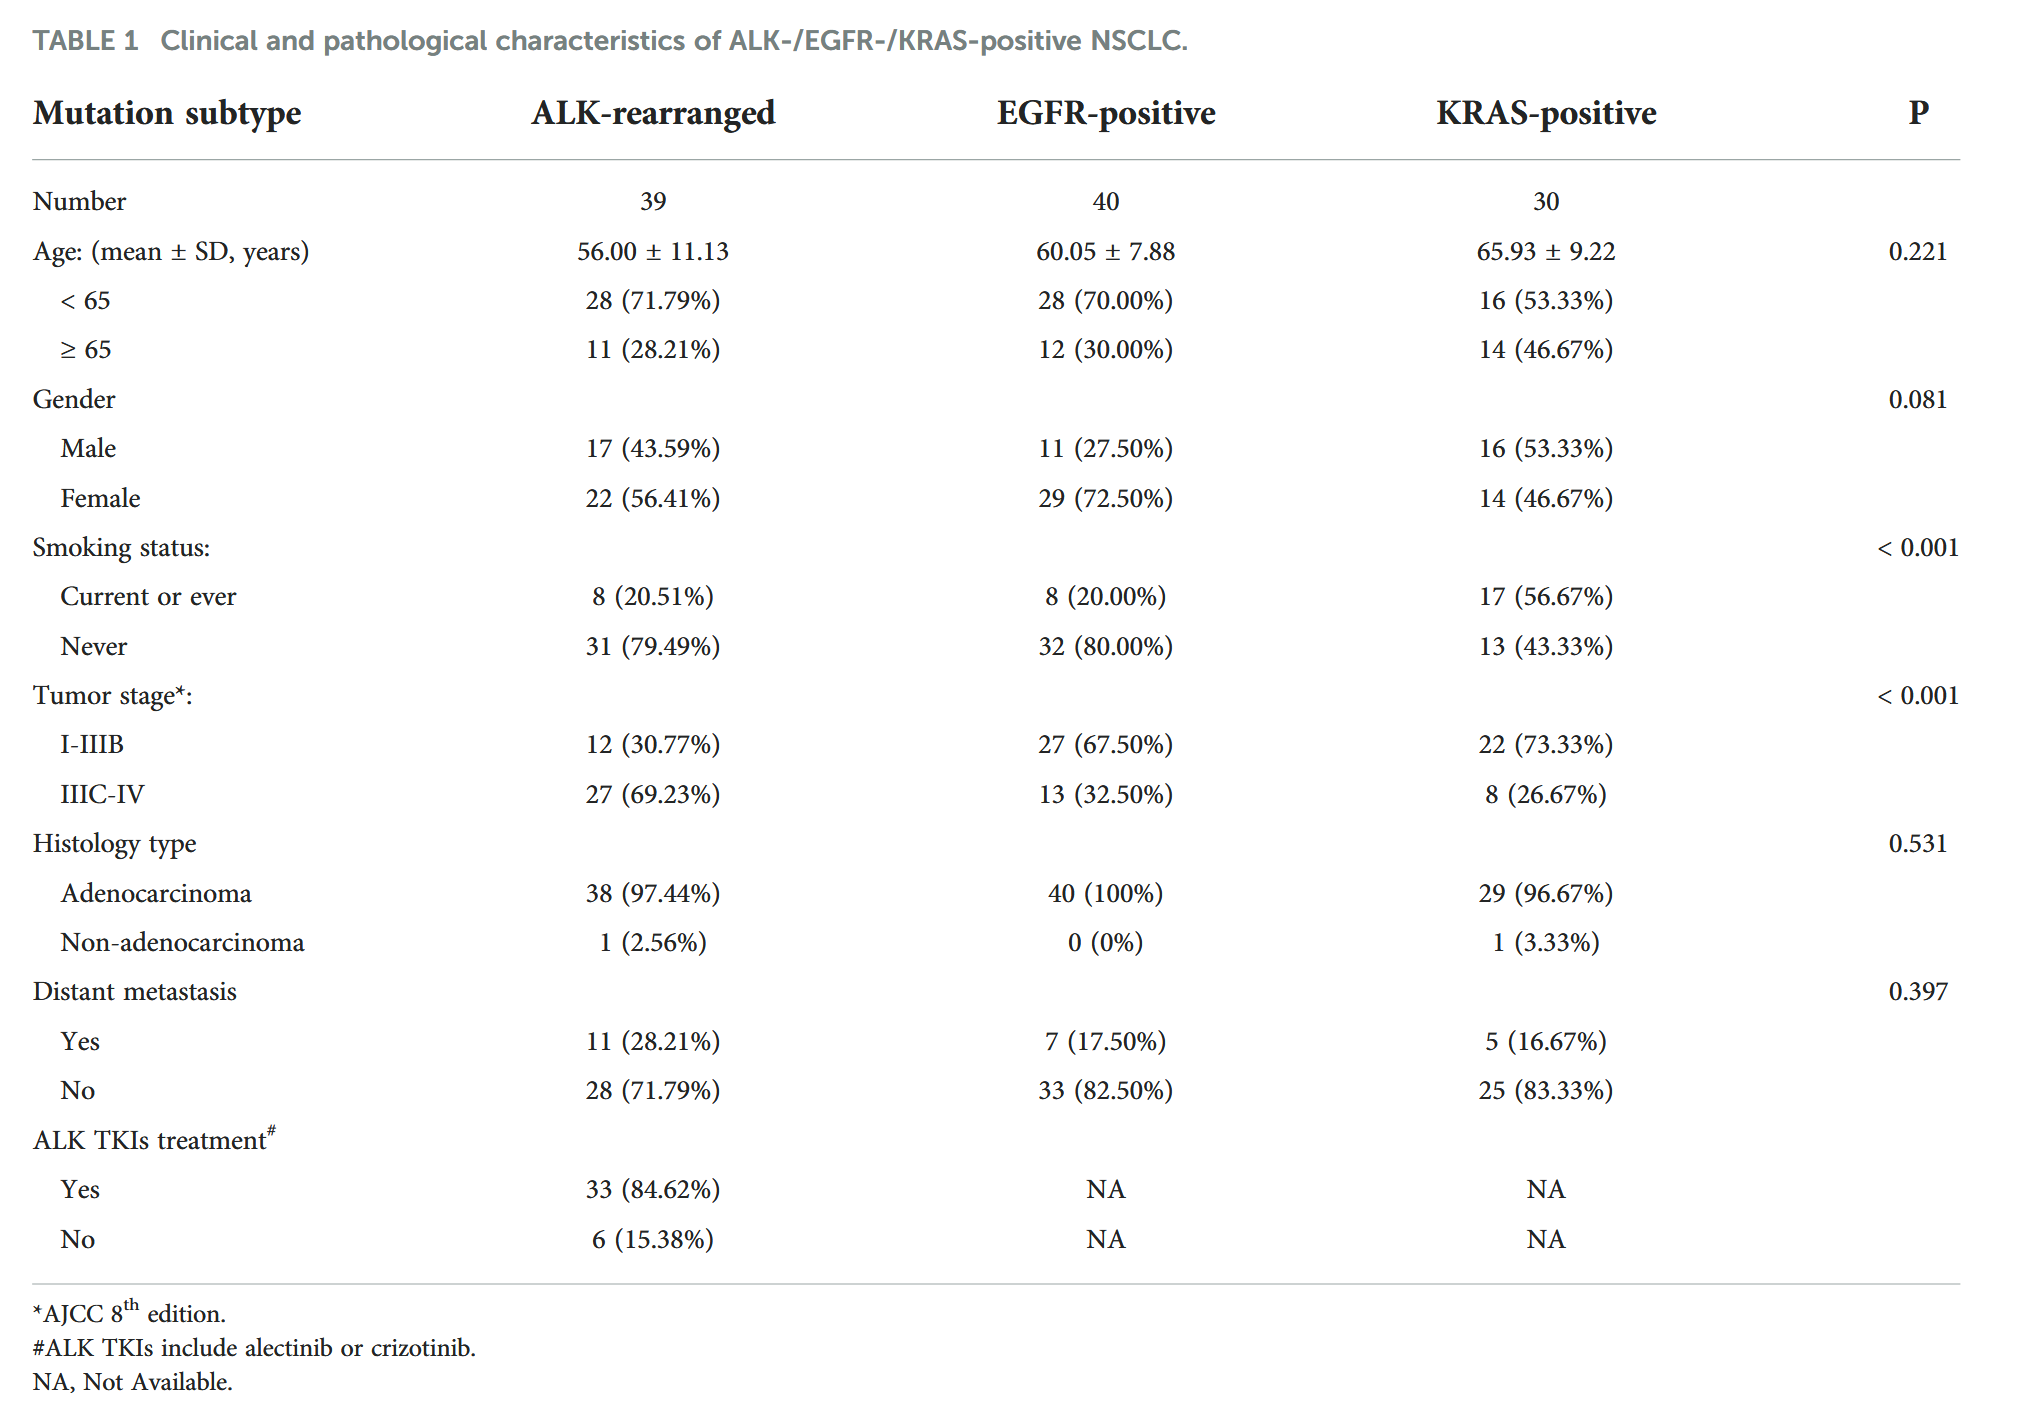 TABLE 1 Clinical and pathological characteristics of ALK-/EGFR-/KRAS-positive NSCLC.
Mutation subtype ALK-rearranged EGFR-positive KRAS-positive P
Number 39 40 30
Age: (mean ± SD, years) 56.00 ± 11.13 60.05 ± 7.88 65.93 ± 9.22 0.221
< 65 28 (71.79%) 28 (70.00%) 16 (53.33%)
≥ 65 11 (28.21%) 12 (30.00%) 14 (46.67%)
Gender 0.081
Male 17 (43.59%) 11 (27.50%) 16 (53.33%)
Female 22 (56.41%) 29 (72.50%) 14 (46.67%)
Smoking status: < 0.001
Current or ever 8 (20.51%) 8 (20.00%) 17 (56.67%)
Never 31 (79.49%) 32 (80.00%) 13 (43.33%)
Tumor stage*: < 0.001
I-IIIB 12 (30.77%) 27 (67.50%) 22 (73.33%)
IIIC-IV 27 (69.23%) 13 (32.50%) 8 (26.67%)
Histology type 0.531
Adenocarcinoma 38 (97.44%) 40 (100%) 29 (96.67%)
Non-adenocarcinoma 1 (2.56%) 0 (0%) 1 (3.33%)
Distant metastasis 0.397
Yes 11 (28.21%) 7 (17.50%) 5 (16.67%)
No 28 (71.79%) 33 (82.50%) 25 (83.33%)
ALK TKIs treatment#
Yes 33 (84.62%) NA NA
No 6 (15.38%) NA NA
*AJCC 8th edition.
#ALK TKIs include alectinib or crizotinib.
NA, Not Available.